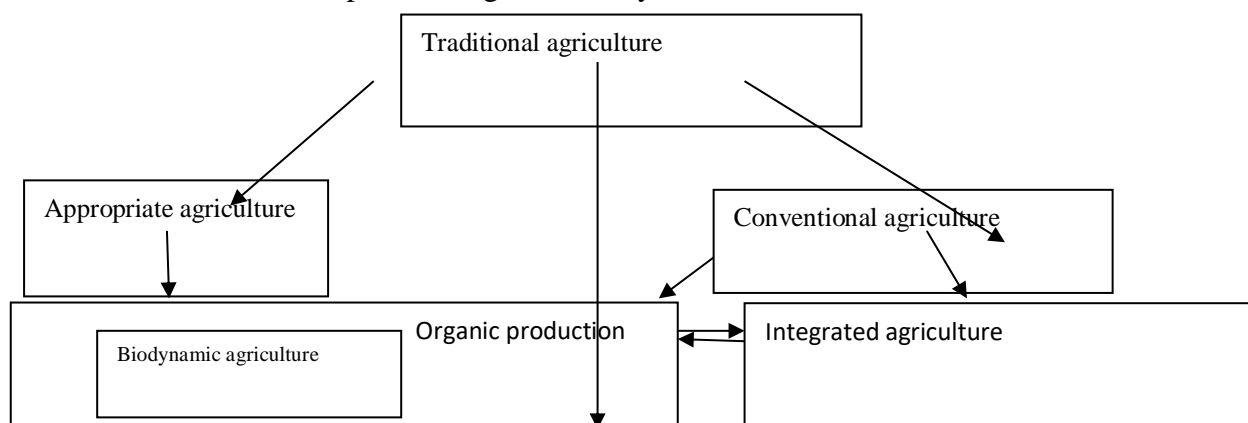 Traditional agriculture
Appropriate agriculture
Conventional agriculture
Organic production
Integrated agriculture
Biodynamic agriculture